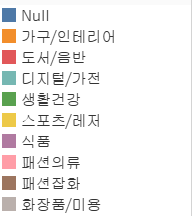 Null
가구/인테리어
도서/음반
디지털/가전
생활건강
스포츠/레저
식품
패션의류
패션잡화
화장품/미용